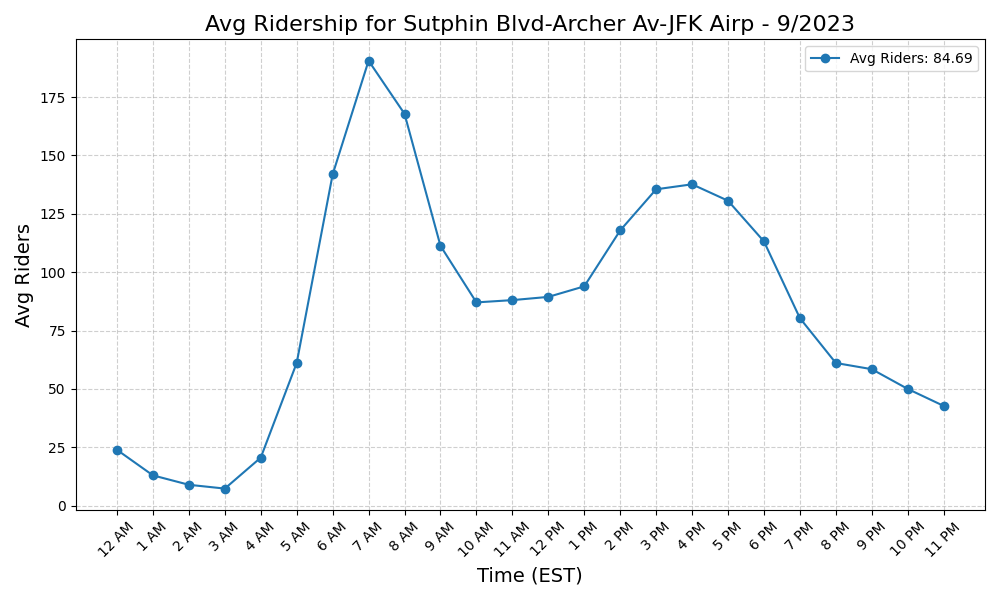 Avg Ridership for Sutphin Blvd-Archer Av-JFK Airp - 9/2023
Avg Riders: 84.69
Avg Riders
175
150
125
100
75
50
25
0
12 AM
1 AM
2 AM
3 AM
4 AM
5 AM
6 AM
7 AM
8 AM
9 AM
10 AM
11 AM
12 PM
1 PM
2 PM
3 PM
4 PM
5 PM
6 PM
7 PM
8 PM
9 PM
10 PM
11 PM
Time (EST)